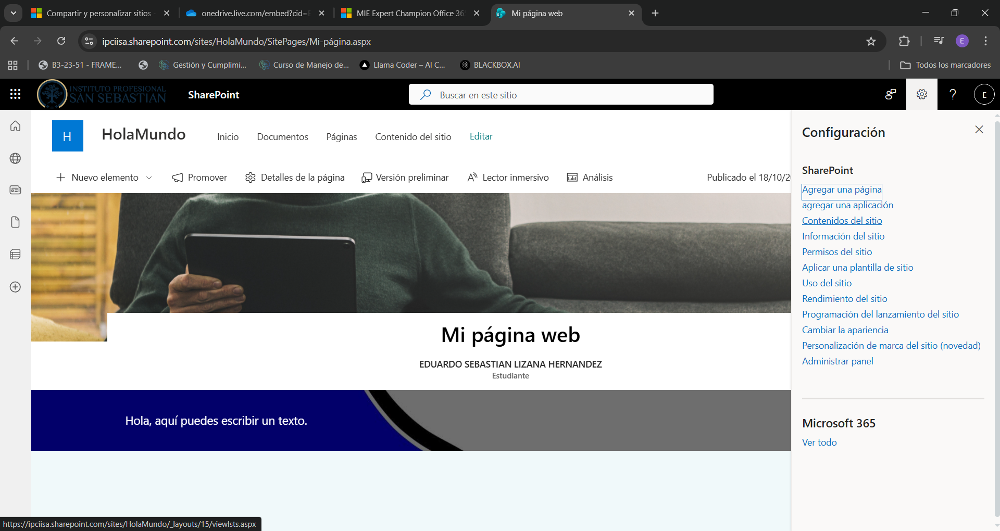 Compartir y personalizar sitios
onedrive.live.com/embed?cid=
MIE Expert Champion Office 36
Mi página web
ipciisa.sharepoint.com/sites/HolaMundo/SitePages/Mi-página.aspx
E
B3-23-51 - FRAME...
Gestión y Cumplimi...
Curso de Manejo de...
Llama Coder – AI C...
BLACKBOX.AI
Todos los marcadores
INSTITUTO PROFESIONAL
SAN SEBASTIAN
SharePoint
Buscar en este sitio
E
H
HolaMundo
Inicio
Documentos
Páginas
Contenido del sitio
Editar
Nuevo elemento
Promover
Detalles de la página
Versión preliminar
Lector inmersivo
Análisis
Publicado el 18/10/2
Mi página web
EDUARDO SEBASTIAN LIZANA HERNANDEZ
Estudiante
Hola, aquí puedes escribir un texto.
Configuración
SharePoint
Agregar una página
agregar una aplicación
Contenidos del sitio
Información del sitio
Permisos del sitio
Aplicar una plantilla de sitio
Uso del sitio
Rendimiento del sitio
Programación del lanzamiento del sitio
Cambiar la apariencia
Personalización de marca del sitio (novedad)
Administrar panel
Microsoft 365
Ver todo
https://ipciisa.sharepoint.com/sites/HolaMundo/_layouts/15/viewlsts.aspx